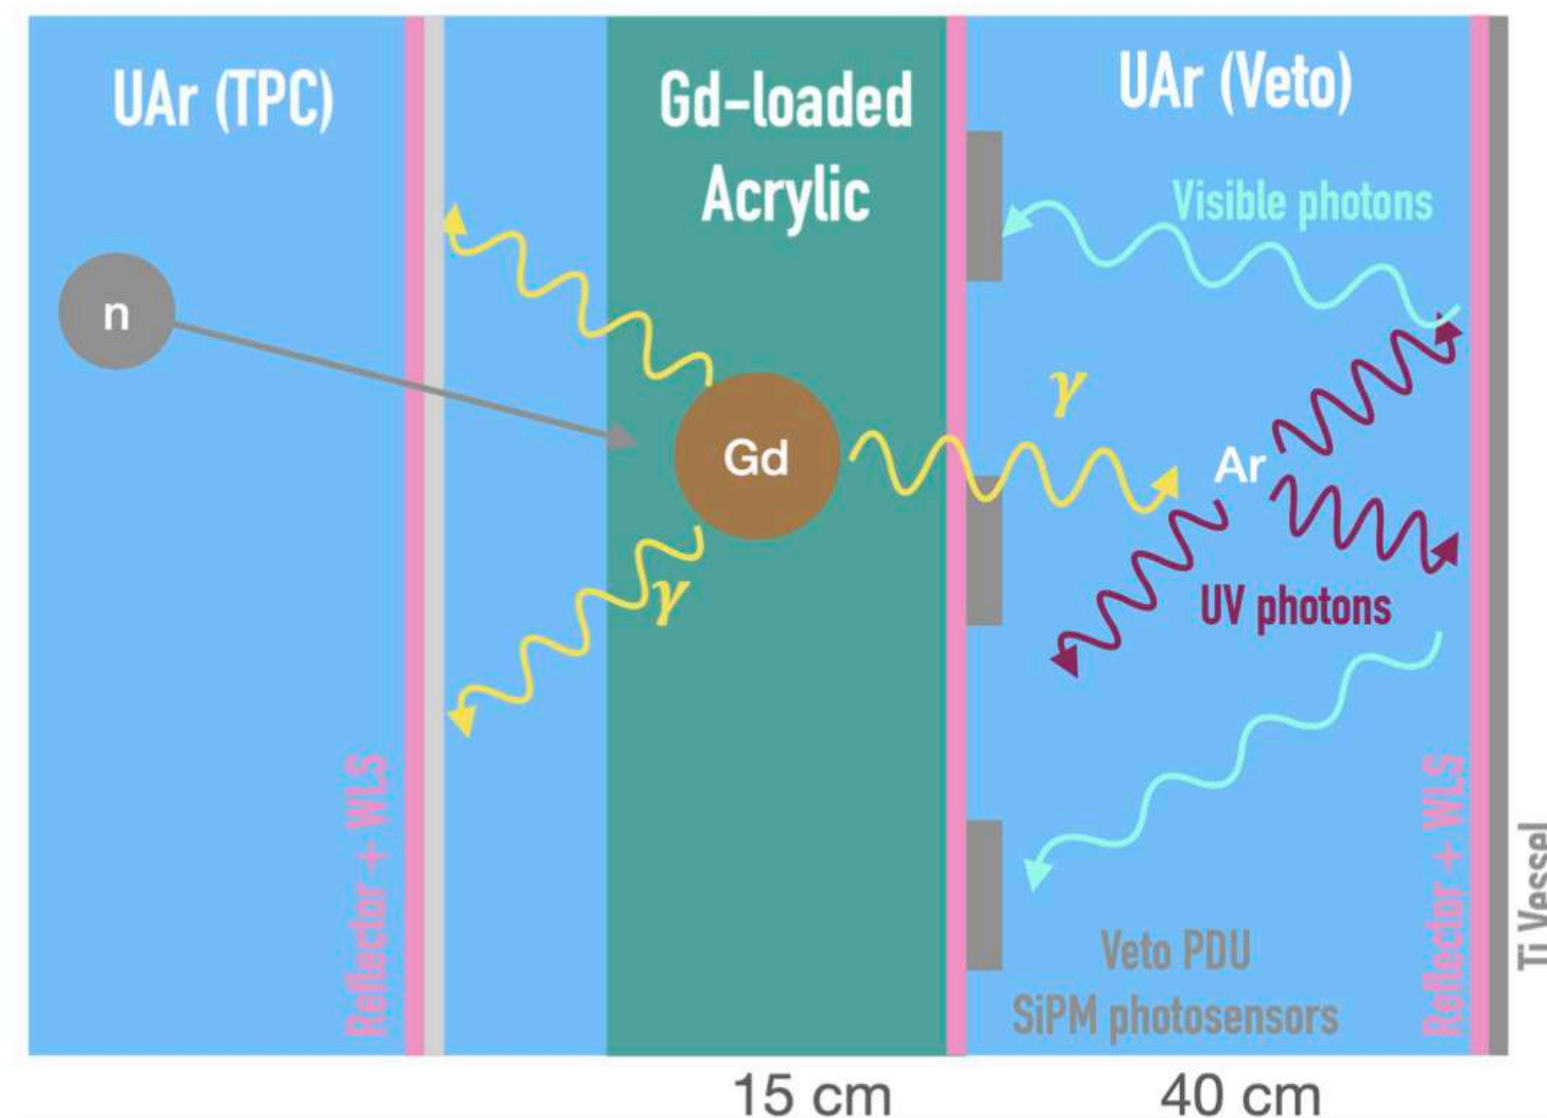 UAr (TPC)
Gd-loaded
Acrylic
UAr (Veto)
Visible photons
n
γ
Gd
Ar
γ
UV photons
Reflector + WLS
Veto PDU
SiPM photosensors
Reflector + WLS
Ti Vessel
15 cm
40 cm